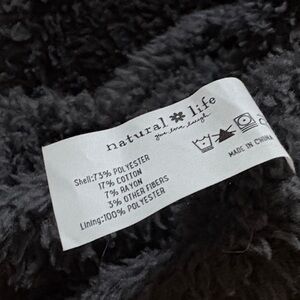 natural life
give love. laugh.
Shell:73% POLYESTER
17% COTTON
7% RAYON
3% OTHER FIBERS
Lining:100% POLYESTER
MADE IN CHINA